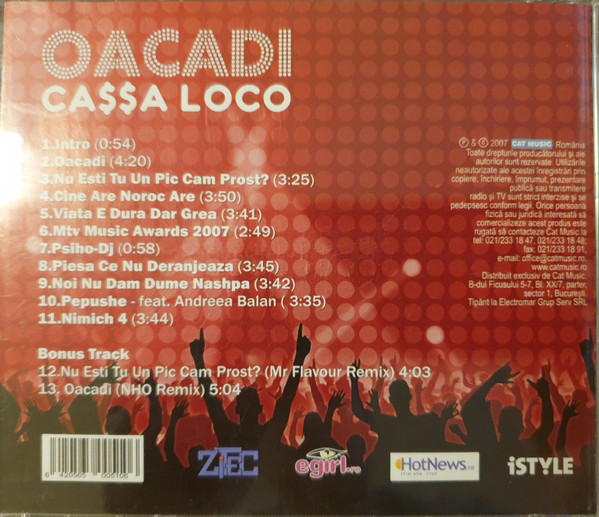 OACADI
CA$$A LOCO
1.Intro (0:54)
2.Oacadi (4:20)
3.Nu Esti Tu Un Pic Cam Prost? (3:25)
4.Cine Are Noroc Are (3:50)
5.Viata E Dura Dar Grea (3:41)
6.Mtv Music Awards 2007 (2:49)
7.Psiho-Dj (0:58)
8.Piesa Ce Nu Deranjeaza (3:45)
9.Noi Nu Dam Dume Nashpa (3:42)
10.Pepushe - feat. Andreea Balan ( 3:35)
11.Nimich 4 (3:44)
Bonus Track
12.Nu Esti Tu Un Pic Cam Prost? (Mr Flavour Remix) 4:03
13. Oacadi (NHO Remix) 5:04
℗ & © 2007 CAT MUSIC România
Toate drepturile producătorului şi ale
autorilor sunt rezervate. Utilizările
neautorizate ale acestei înregistrări prin
copiere, închiriere, împrumut, prezentare
publică sau transmitere
radio şi TV sunt strict interzise şi se
pedepsesc conform legii. Orice persoană
fizică sau juridică interesată să
comercializeze acest produs este
rugată să contacteze Cat Music la
tel: 021/233 18 47, 021/233 18 48;
fax: 021/233 18 91,
e-mail: office@catmusic.ro
www.catmusic.ro
Distribuit exclusiv de Cat Music.
B-dul Ficusului 5-7, Bl. XX/7, parter,
sector 1, Bucureşti.
Tipărit la Electromar Grup Serv SRL
6 420565 005106
ZiTEC
egirl.ro
HotNews.ro
iSTYLE